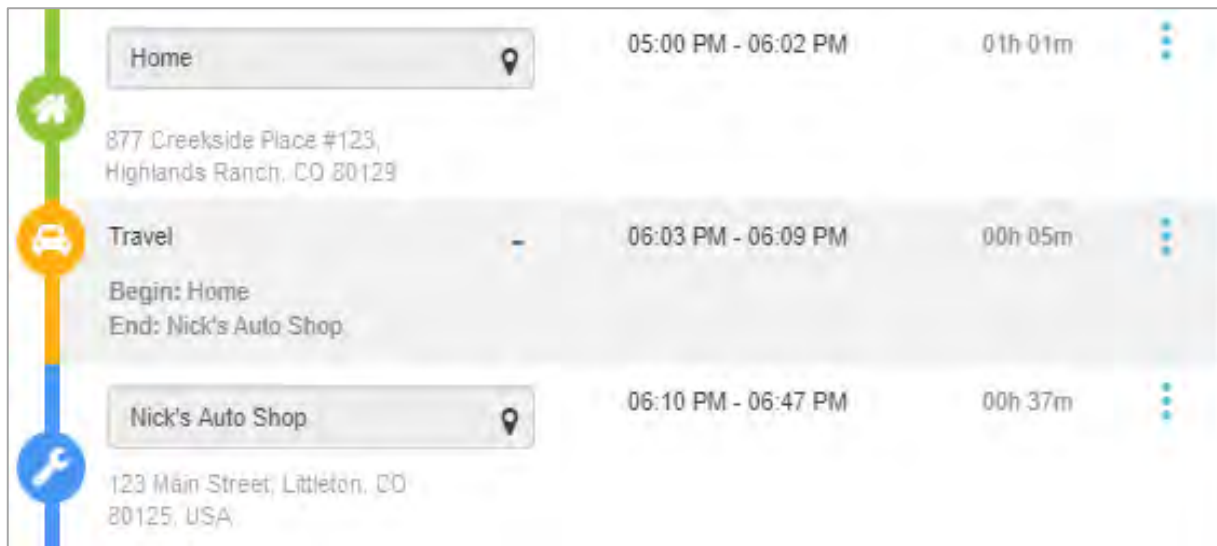 Home
05:00 PM - 06:02 PM
01h 01m
877 Creekside Place #123,
Highlands Ranch, CO 80129
Travel
-
06:03 PM - 06:09 PM
00h 05m
Begin: Home
End: Nick's Auto Shop
Nick's Auto Shop
06:10 PM - 06:47 PM
00h 37m
123 Main Street, Littleton, CO
80125, USA